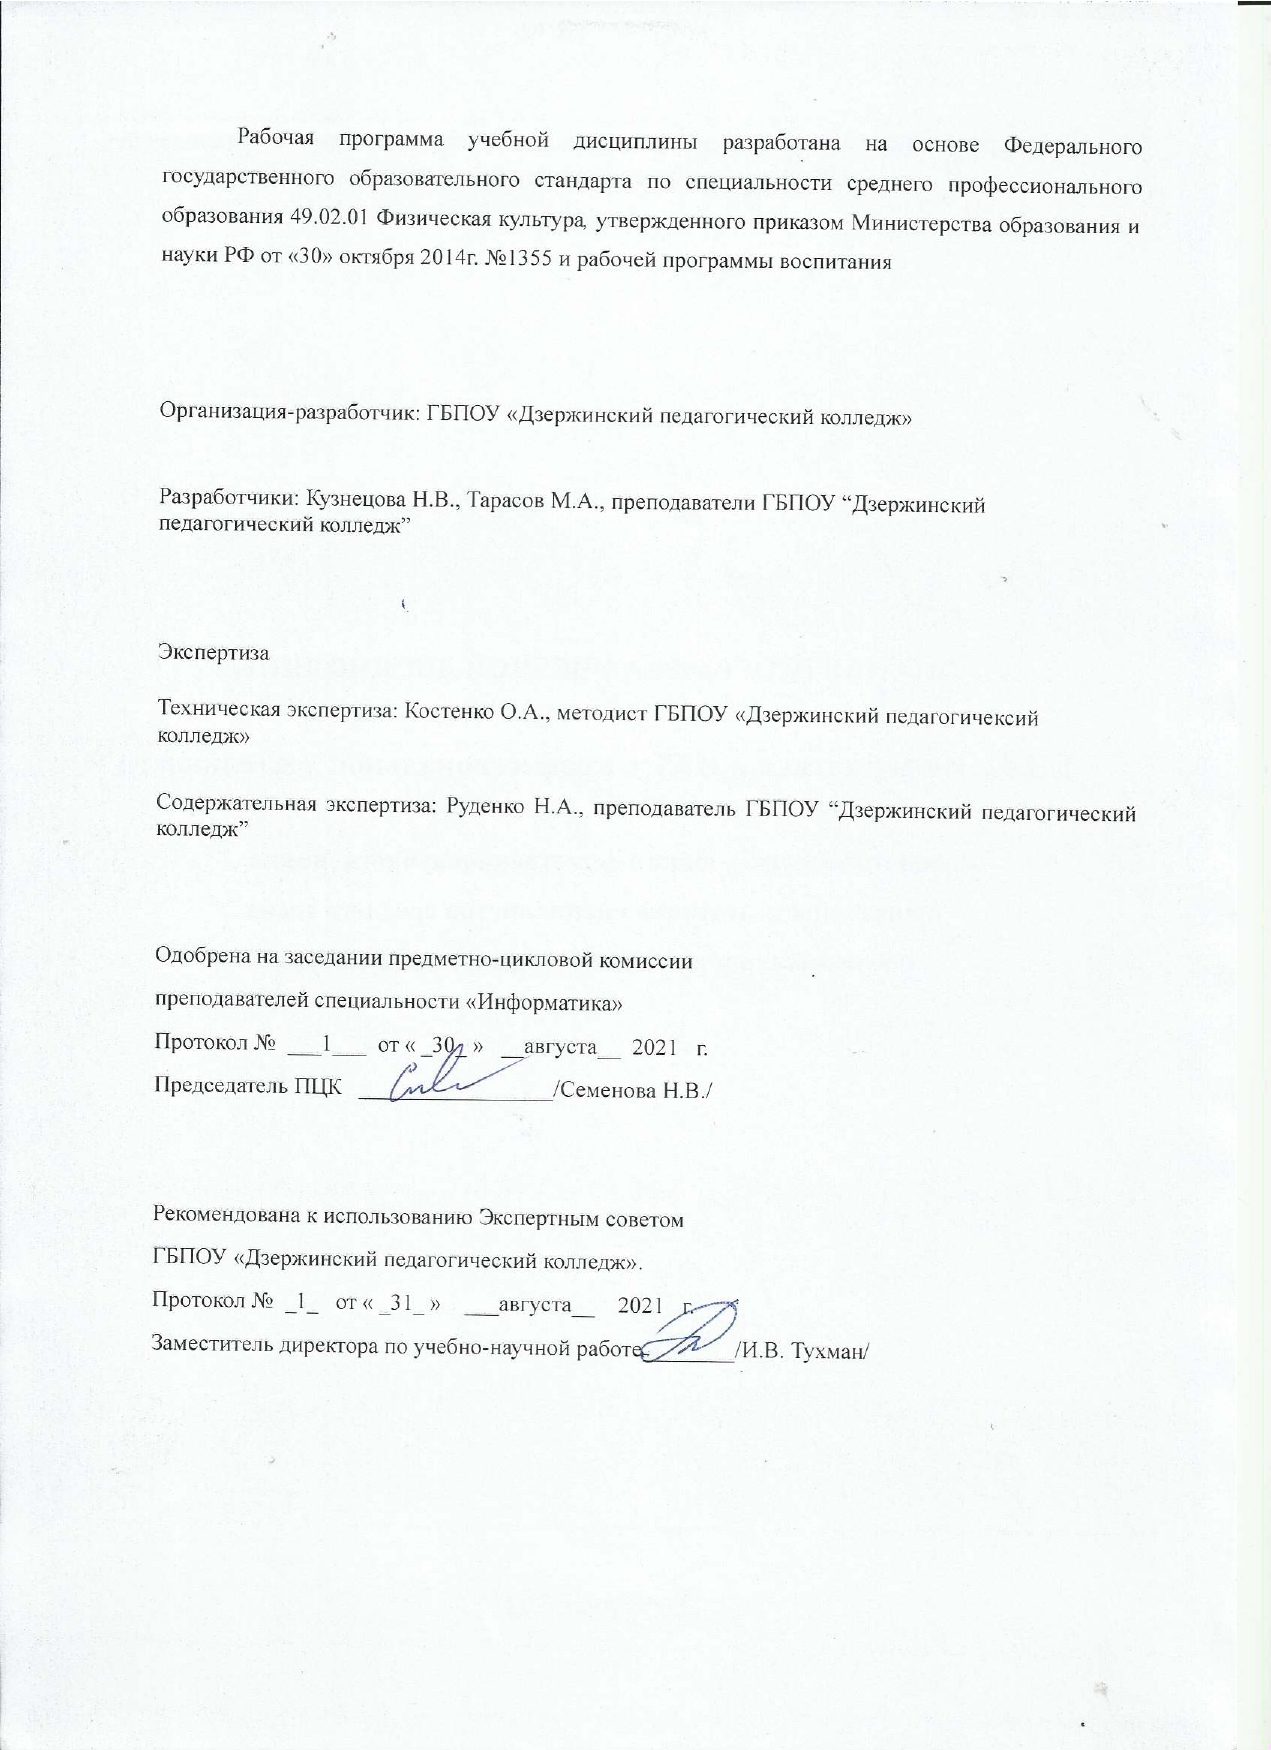 Рабочая программа учебной дисциплины разработана на основе Федерального
государственного образовательного стандарта по специальности среднего профессионального
образования 49.02.01 Физическая культура, утвержденного приказом Министерства образования и
науки РФ от «30» октября 2014г. №1355 и рабочей программы воспитания
Организация-разработчик: ГБПОУ «Дзержинский педагогический колледж»
Разработчики: Кузнецова Н.В., Тарасов М.А., преподаватели ГБПОУ “Дзержинский
педагогический колледж”
Экспертиза
Техническая экспертиза: Костенко О.А., методист ГБПОУ «Дзержинский педагогичексий
колледж»
Содержательная экспертиза: Руденко Н.А., преподаватель ГБПОУ “Дзержинский педагогический
колледж”
Одобрена на заседании предметно-цикловой комиссии
преподавателей специальности «Информатика»
Протокол № ___1___ от « _30_ » __августа__ 2021 г.
Председатель ПЦК _________________/Семенова Н.В./
Рекомендована к использованию Экспертным советом
ГБПОУ «Дзержинский педагогический колледж».
Протокол № _1_ от « _31_ » ___августа__ 2021 г.
Заместитель директора по учебно-научной работе ________/И.В. Тухман/